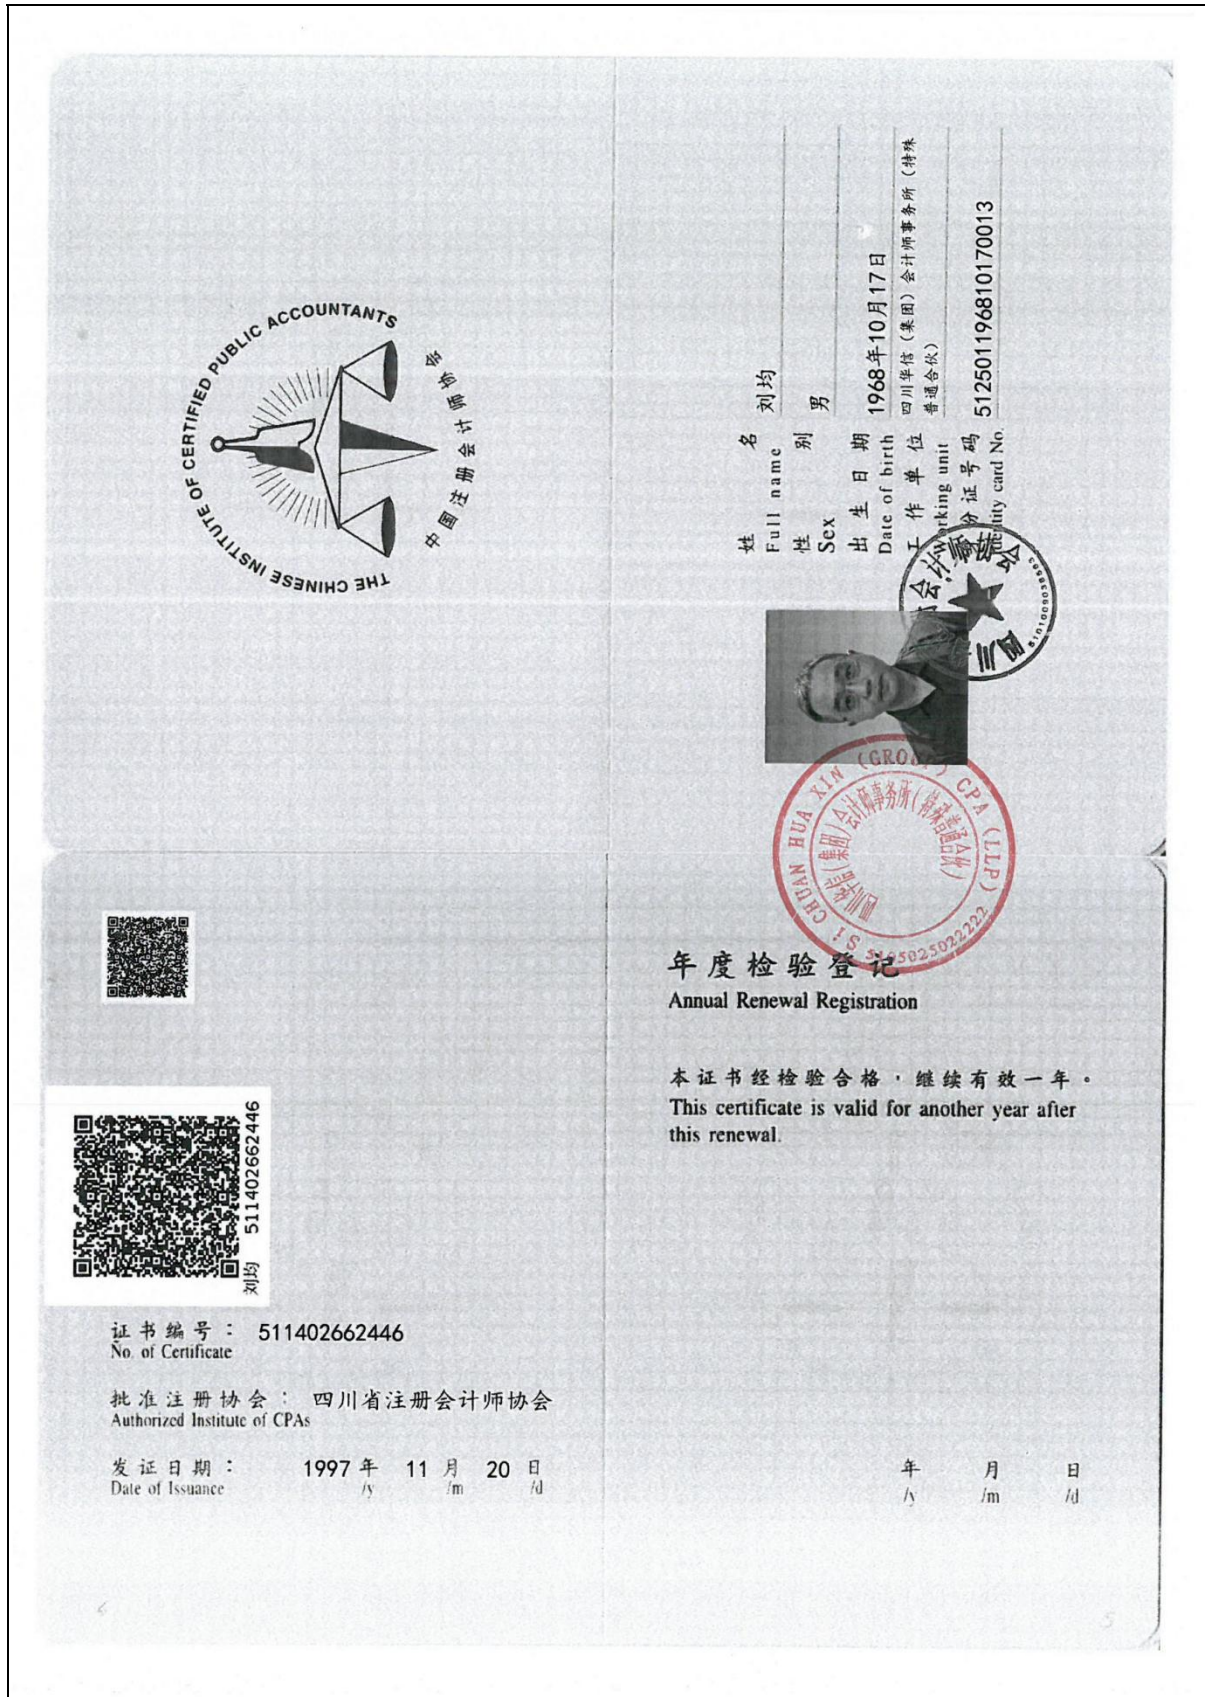 THE CHINESE INSTITUTE OF CERTIFIED PUBLIC ACCOUNTANTS
中国注册会计师协会
姓 名 刘均
Full name
性 别 男
Sex
出生日期 1968年10月17日
Date of birth
工作单位 四川华信（集团）会计师事务所（特殊
普通合伙）
Working unit
份证号码 512501196810170013
Identity card No.
四川
SI CHUAN HUA XIN (GROUP) CPA (LLP)
四川华信(集团)会计师事务所(特殊普通合伙)
5105025022222
年度检验登记
Annual Renewal Registration
本证书经检验合格，继续有效一年。
This certificate is valid for another year after
this renewal.
刘均 511402662446
证书编号： 511402662446
No. of Certificate
批准注册协会： 四川省注册会计师协会
Authorized Institute of CPAs
发证日期： 1997 年 11 月 20 日
Date of Issuance /y /m /d
年 月 日
/y /m /d
5